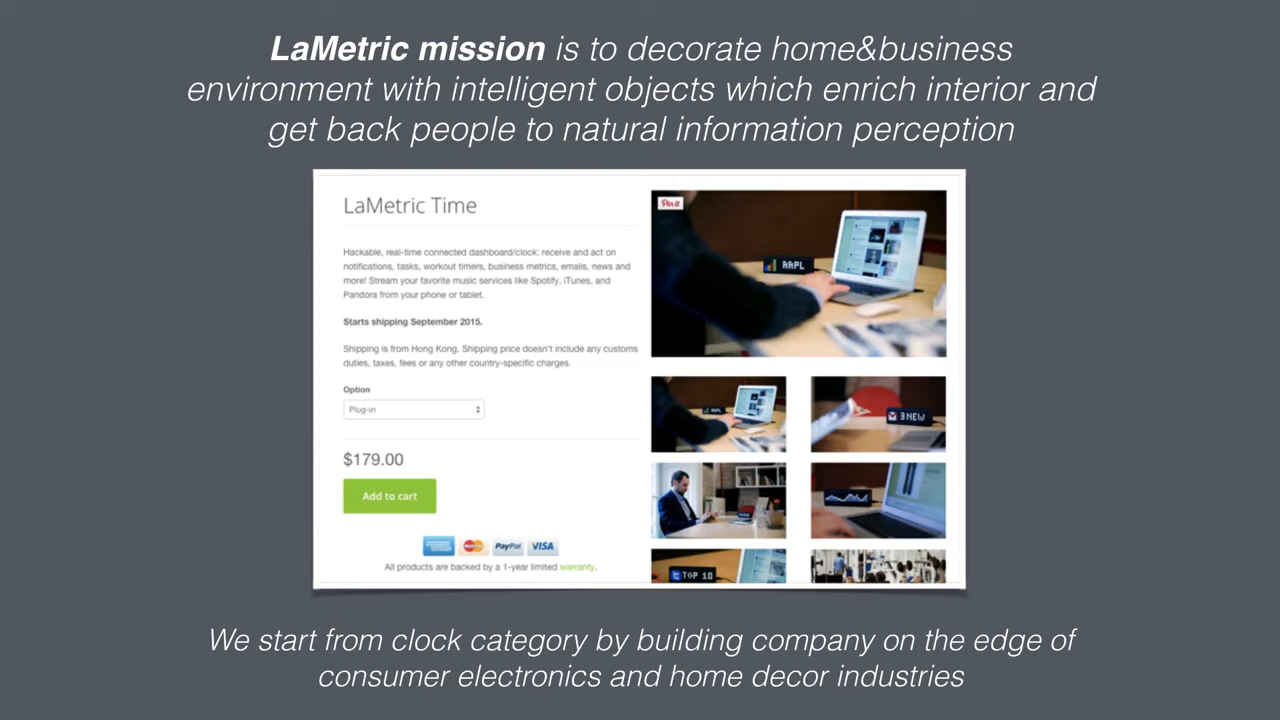 LaMetric mission is to decorate home&business
environment with intelligent objects which enrich interior and
get back people to natural information perception
LaMetric Time
Hackable, real-time connected dashboard/clock: receive and act on
notifications, tasks, workout timers, business metrics, emails, news and
more! Stream your favorite music services like Spotify, iTunes, and
Pandora from your phone or tablet.
Starts shipping September 2015.
Shipping is from Hong Kong. Shipping price doesn't include any customs
duties, taxes, fees or any other country-specific charges.
Option
Plug-in
$179.00
Add to cart
MasterCard PayPal VISA
All products are backed by a 1-year limited warranty.
Pin it
AAPL
AAPL
3 NEW
TOP 10
We start from clock category by building company on the edge of
consumer electronics and home decor industries